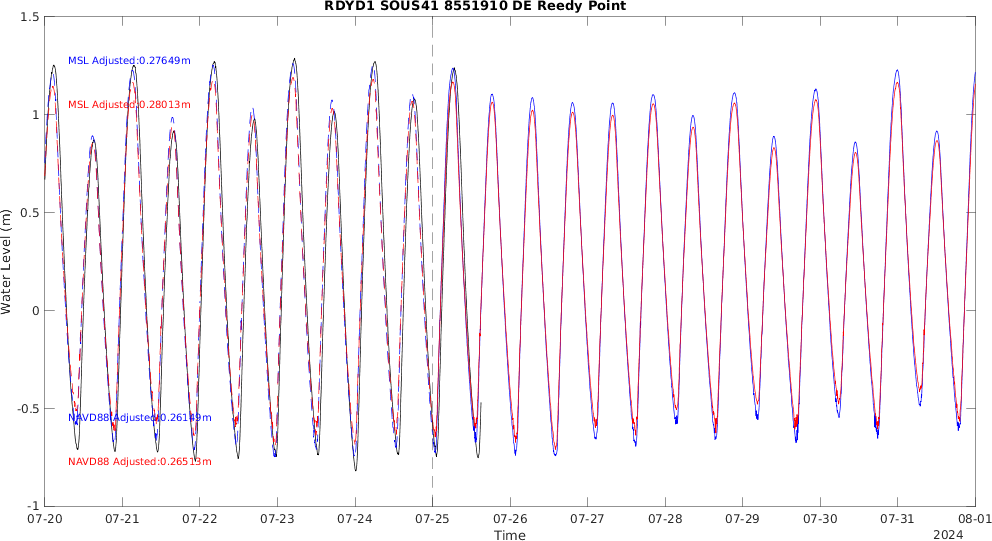 RDYD1 SOUS41 8551910 DE Reedy Point
1.5
1
0.5
0
-0.5
-1
Water Level (m)
MSL Adjusted:0.27649m
MSL Adjusted:0.28013m
NAVD88 Adjusted:0.26149m
NAVD88 Adjusted:0.26513m
07-20
07-21
07-22
07-23
07-24
07-25
07-26
07-27
07-28
07-29
07-30
07-31
08-01
Time
2024